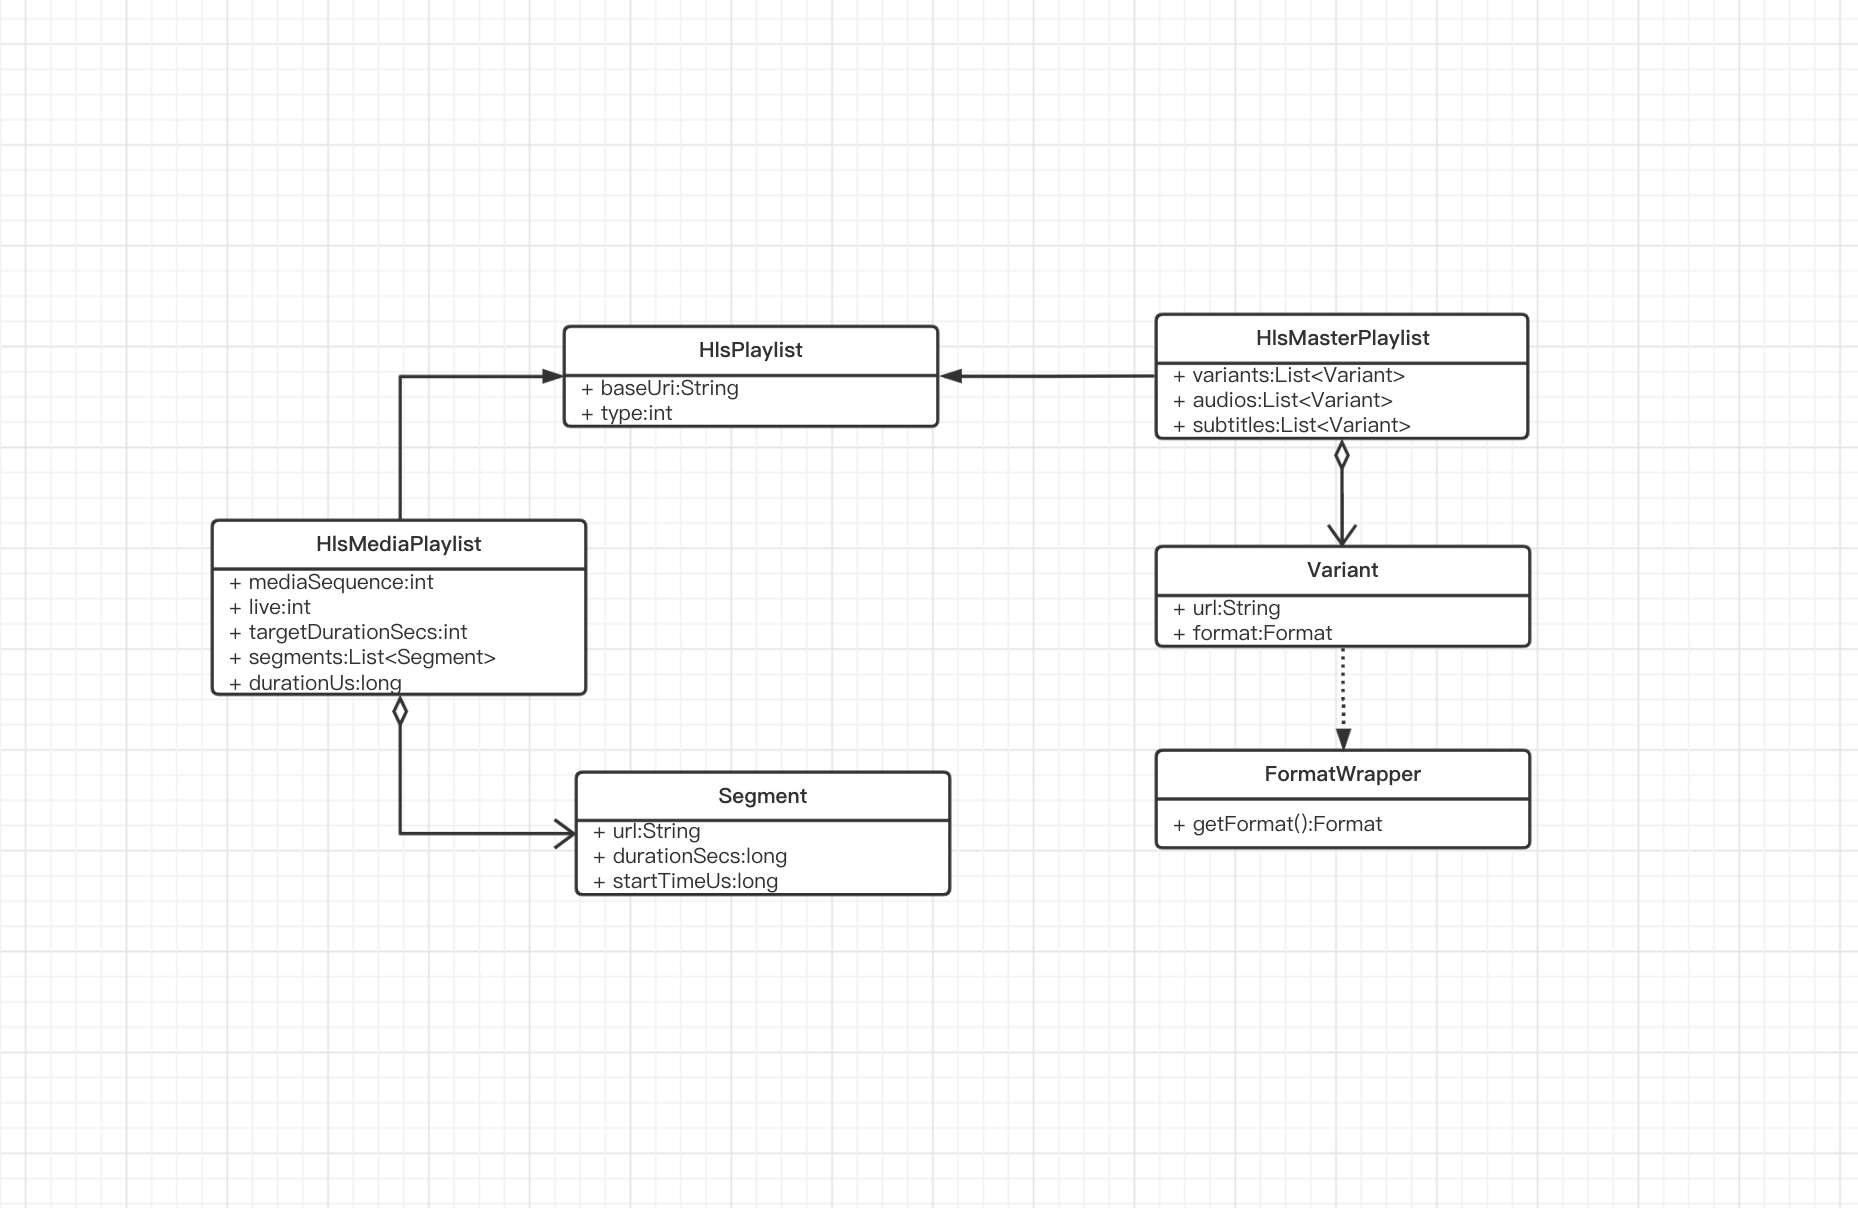 HlsPlaylist
+ baseUri:String
+ type:int
HlsMasterPlaylist
+ variants:List<Variant>
+ audios:List<Variant>
+ subtitles:List<Variant>
HlsMediaPlaylist
+ mediaSequence:int
+ live:int
+ targetDurationSecs:int
+ segments:List<Segment>
+ durationUs:long
Variant
+ url:String
+ format:Format
Segment
+ url:String
+ durationSecs:long
+ startTimeUs:long
FormatWrapper
+ getFormat():Format